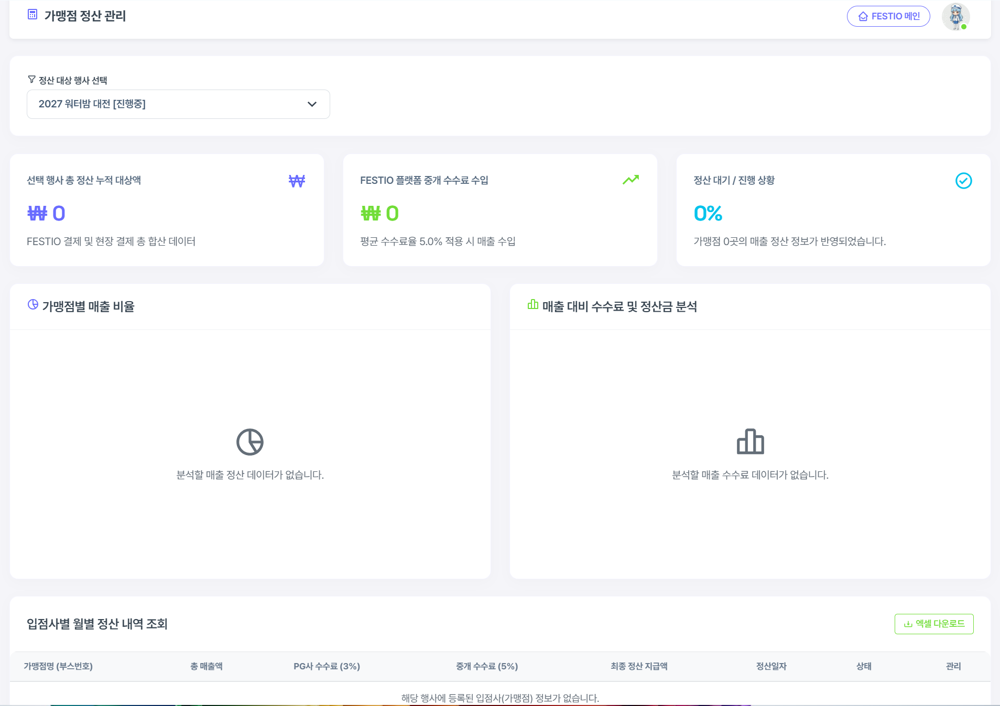 가맹점 정산 관리
FESTIO 메인
정산 대상 행사 선택
2027 워터밤 대전 [진행중]
선택 행사 총 정산 누적 대상액
₩ 0
FESTIO 결제 및 현장 결제 총 합산 데이터
FESTIO 플랫폼 중개 수수료 수입
₩ 0
평균 수수료율 5.0% 적용 시 매출 수입
정산 대기 / 진행 상황
0%
가맹점 0곳의 매출 정산 정보가 반영되었습니다.
가맹점별 매출 비율
분석할 매출 정산 데이터가 없습니다.
매출 대비 수수료 및 정산금 분석
분석할 매출 수수료 데이터가 없습니다.
입점사별 월별 정산 내역 조회
엑셀 다운로드
가맹점명 (부스번호) 총 매출액 PG사 수수료 (3%) 중개 수수료 (5%) 최종 정산 지급액 정산일자 상태 관리
해당 행사에 등록된 입점사(가맹점) 정보가 없습니다.